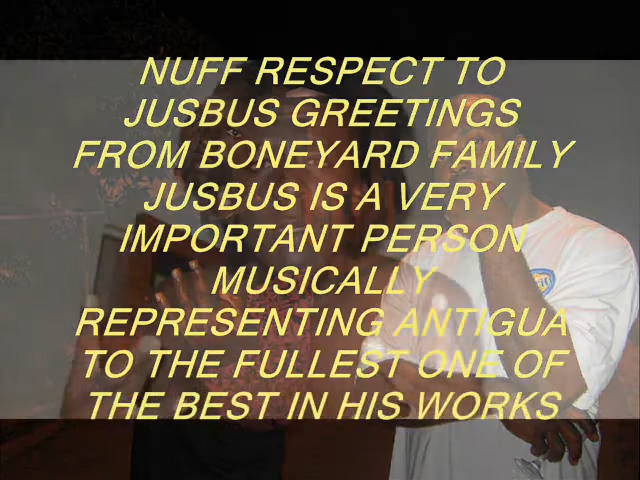 NUFF RESPECT TO
JUSBUS GREETINGS
FROM BONEYARD FAMILY
JUSBUS IS A VERY
IMPORTANT PERSON
MUSICALLY
REPRESENTING ANTIGUA
TO THE FULLEST ONE OF
THE BEST IN HIS WORKS